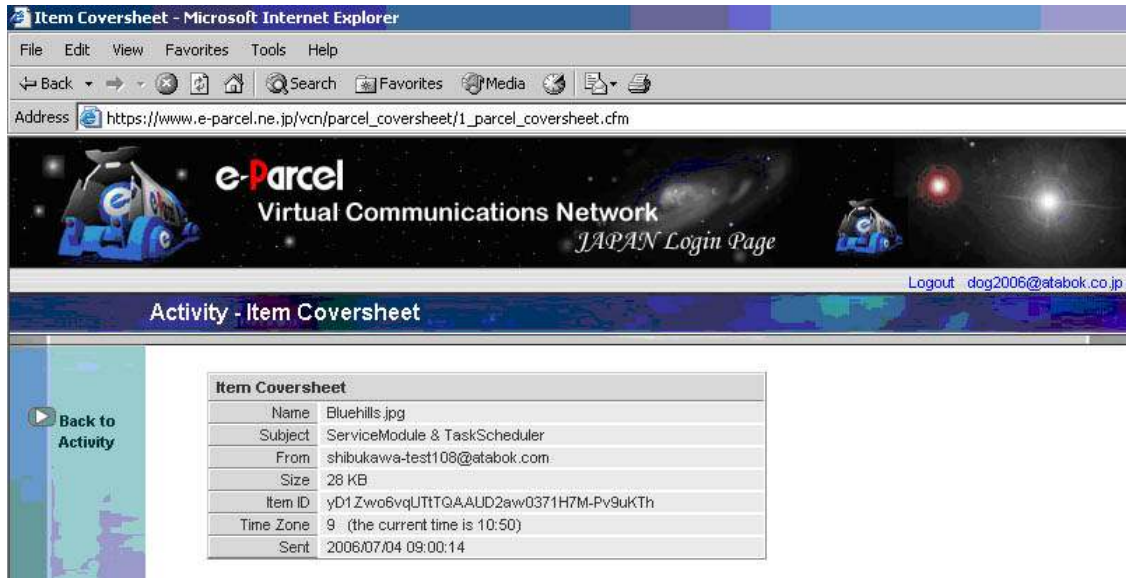 Item Coversheet - Microsoft Internet Explorer
File Edit View Favorites Tools Help
Back Search Favorites Media
Address https://www.e-parcel.ne.jp/vcn/parcel_coversheet/1_parcel_coversheet.cfm
e-Parcel
Virtual Communications Network
JAPAN Login Page
Logout dog2006@atabok.co.jp
Activity - Item Coversheet
Back to
Activity
Item Coversheet
Name Bluehills.jpg
Subject ServiceModule & TaskScheduler
From shibukawa-test108@atabok.com
Size 28 KB
Item ID yD1Zwo6vqUTtTQAAUD2aw0371H7M-Pv9uKTh
Time Zone 9 (the current time is 10:50)
Sent 2006/07/04 09:00:14